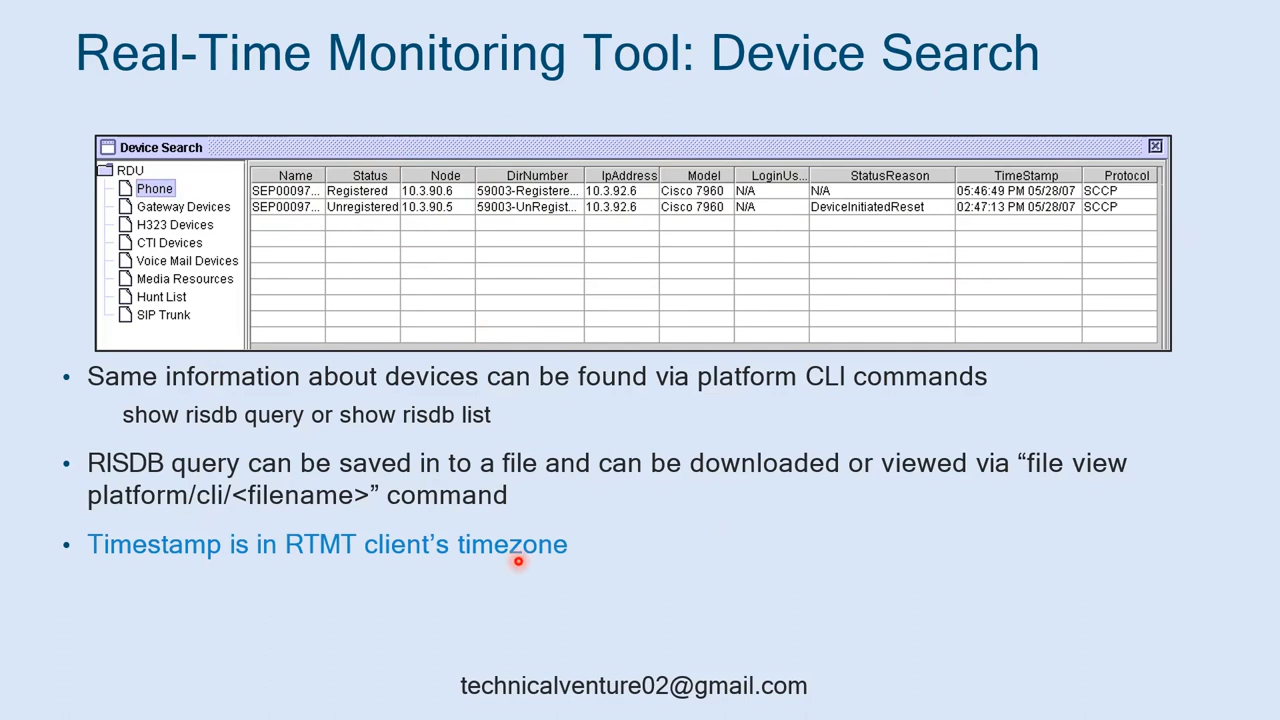 Real-Time Monitoring Tool: Device Search
Device Search
RDU
Phone
Gateway Devices
H323 Devices
CTI Devices
Voice Mail Devices
Media Resources
Hunt List
SIP Trunk
Name Status Node DirNumber IpAddress Model LoginUs... StatusReason TimeStamp Protocol
SEP00097... Registered 10.3.90.6 59003-Registere... 10.3.92.6 Cisco 7960 N/A N/A 05:46:49 PM 05/28/07 SCCP
SEP00097... Unregistered 10.3.90.5 59003-UnRegist... 10.3.92.6 Cisco 7960 N/A DeviceInitiatedReset 02:47:13 PM 05/28/07 SCCP
• Same information about devices can be found via platform CLI commands
show risdb query or show risdb list
• RISDB query can be saved in to a file and can be downloaded or viewed via “file view
platform/cli/<filename>” command
• Timestamp is in RTMT client’s timezone
technicalventure02@gmail.com